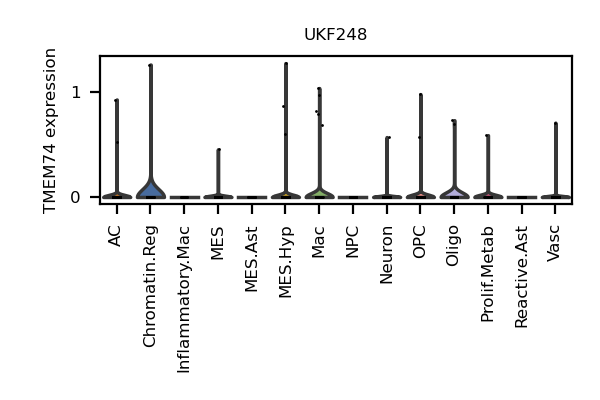 UKF248
TMEM74 expression
1
0
AC
Chromatin.Reg
Inflammatory.Mac
MES
MES.Ast
MES.Hyp
Mac
NPC
Neuron
OPC
Oligo
Prolif.Metab
Reactive.Ast
Vasc